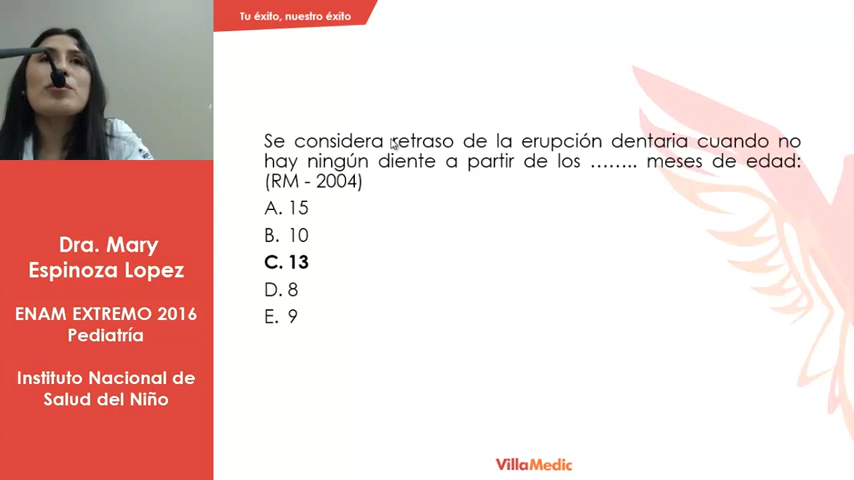 Tu éxito, nuestro éxito
Se considera retraso de la erupción dentaria cuando no
hay ningún diente a partir de los …….. meses de edad:
(RM - 2004)
A. 15
B. 10
C. 13
D. 8
E. 9
Dra. Mary
Espinoza Lopez
ENAM EXTREMO 2016
Pediatría
Instituto Nacional de
Salud del Niño
VillaMedic